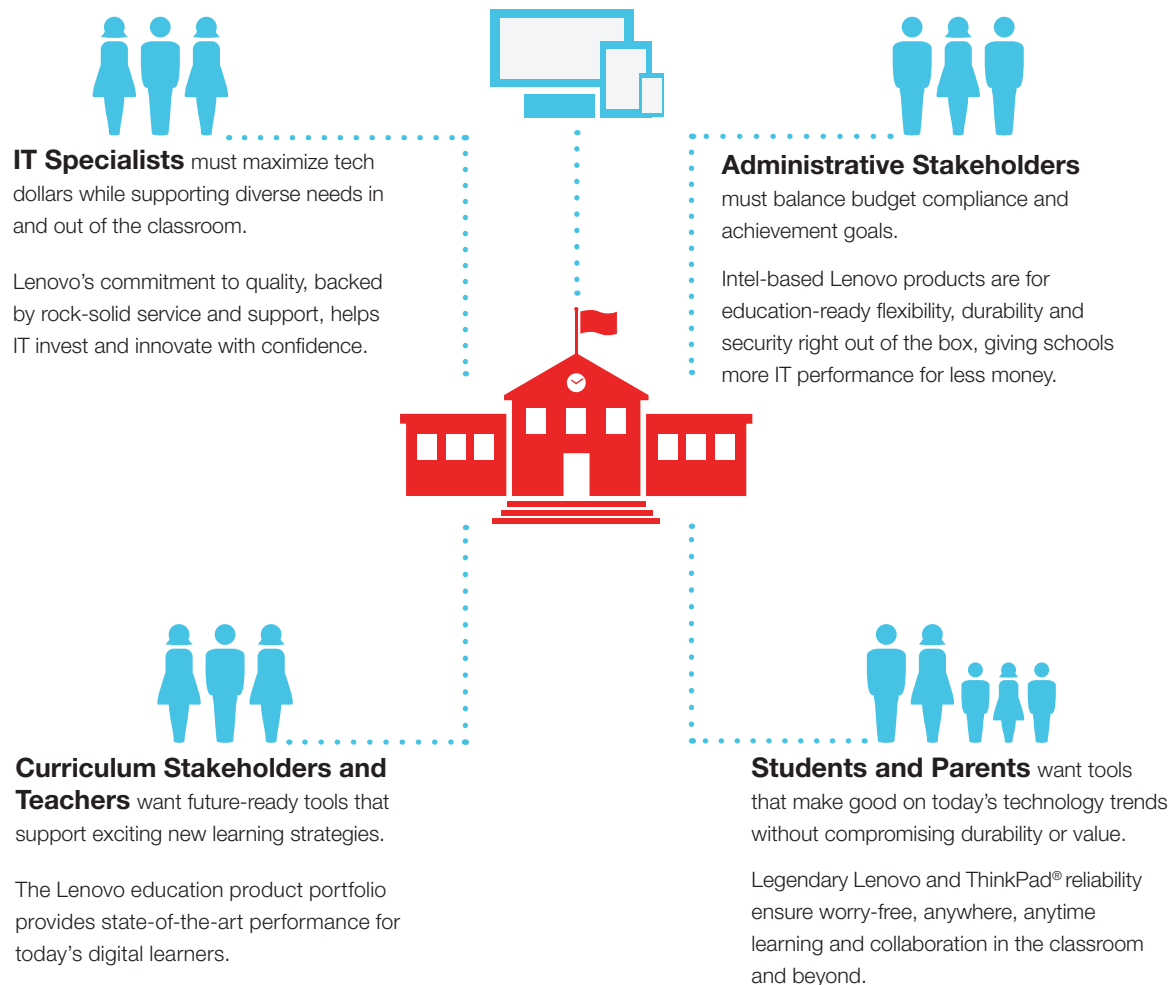 IT Specialists must maximize tech
dollars while supporting diverse needs in
and out of the classroom.
Lenovo’s commitment to quality, backed
by rock-solid service and support, helps
IT invest and innovate with confidence.
Administrative Stakeholders
must balance budget compliance and
achievement goals.
Intel-based Lenovo products are for
education-ready flexibility, durability and
security right out of the box, giving schools
more IT performance for less money.
Curriculum Stakeholders and
Teachers want future-ready tools that
support exciting new learning strategies.
The Lenovo education product portfolio
provides state-of-the-art performance for
today’s digital learners.
Students and Parents want tools
that make good on today’s technology trends
without compromising durability or value.
Legendary Lenovo and ThinkPad® reliability
ensure worry-free, anywhere, anytime
learning and collaboration in the classroom
and beyond.